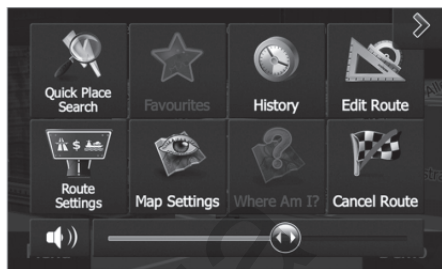 Quick Place
Search
Favourites
History
Edit Route
Route
Settings
Map Settings
Where Am I?
Cancel Route